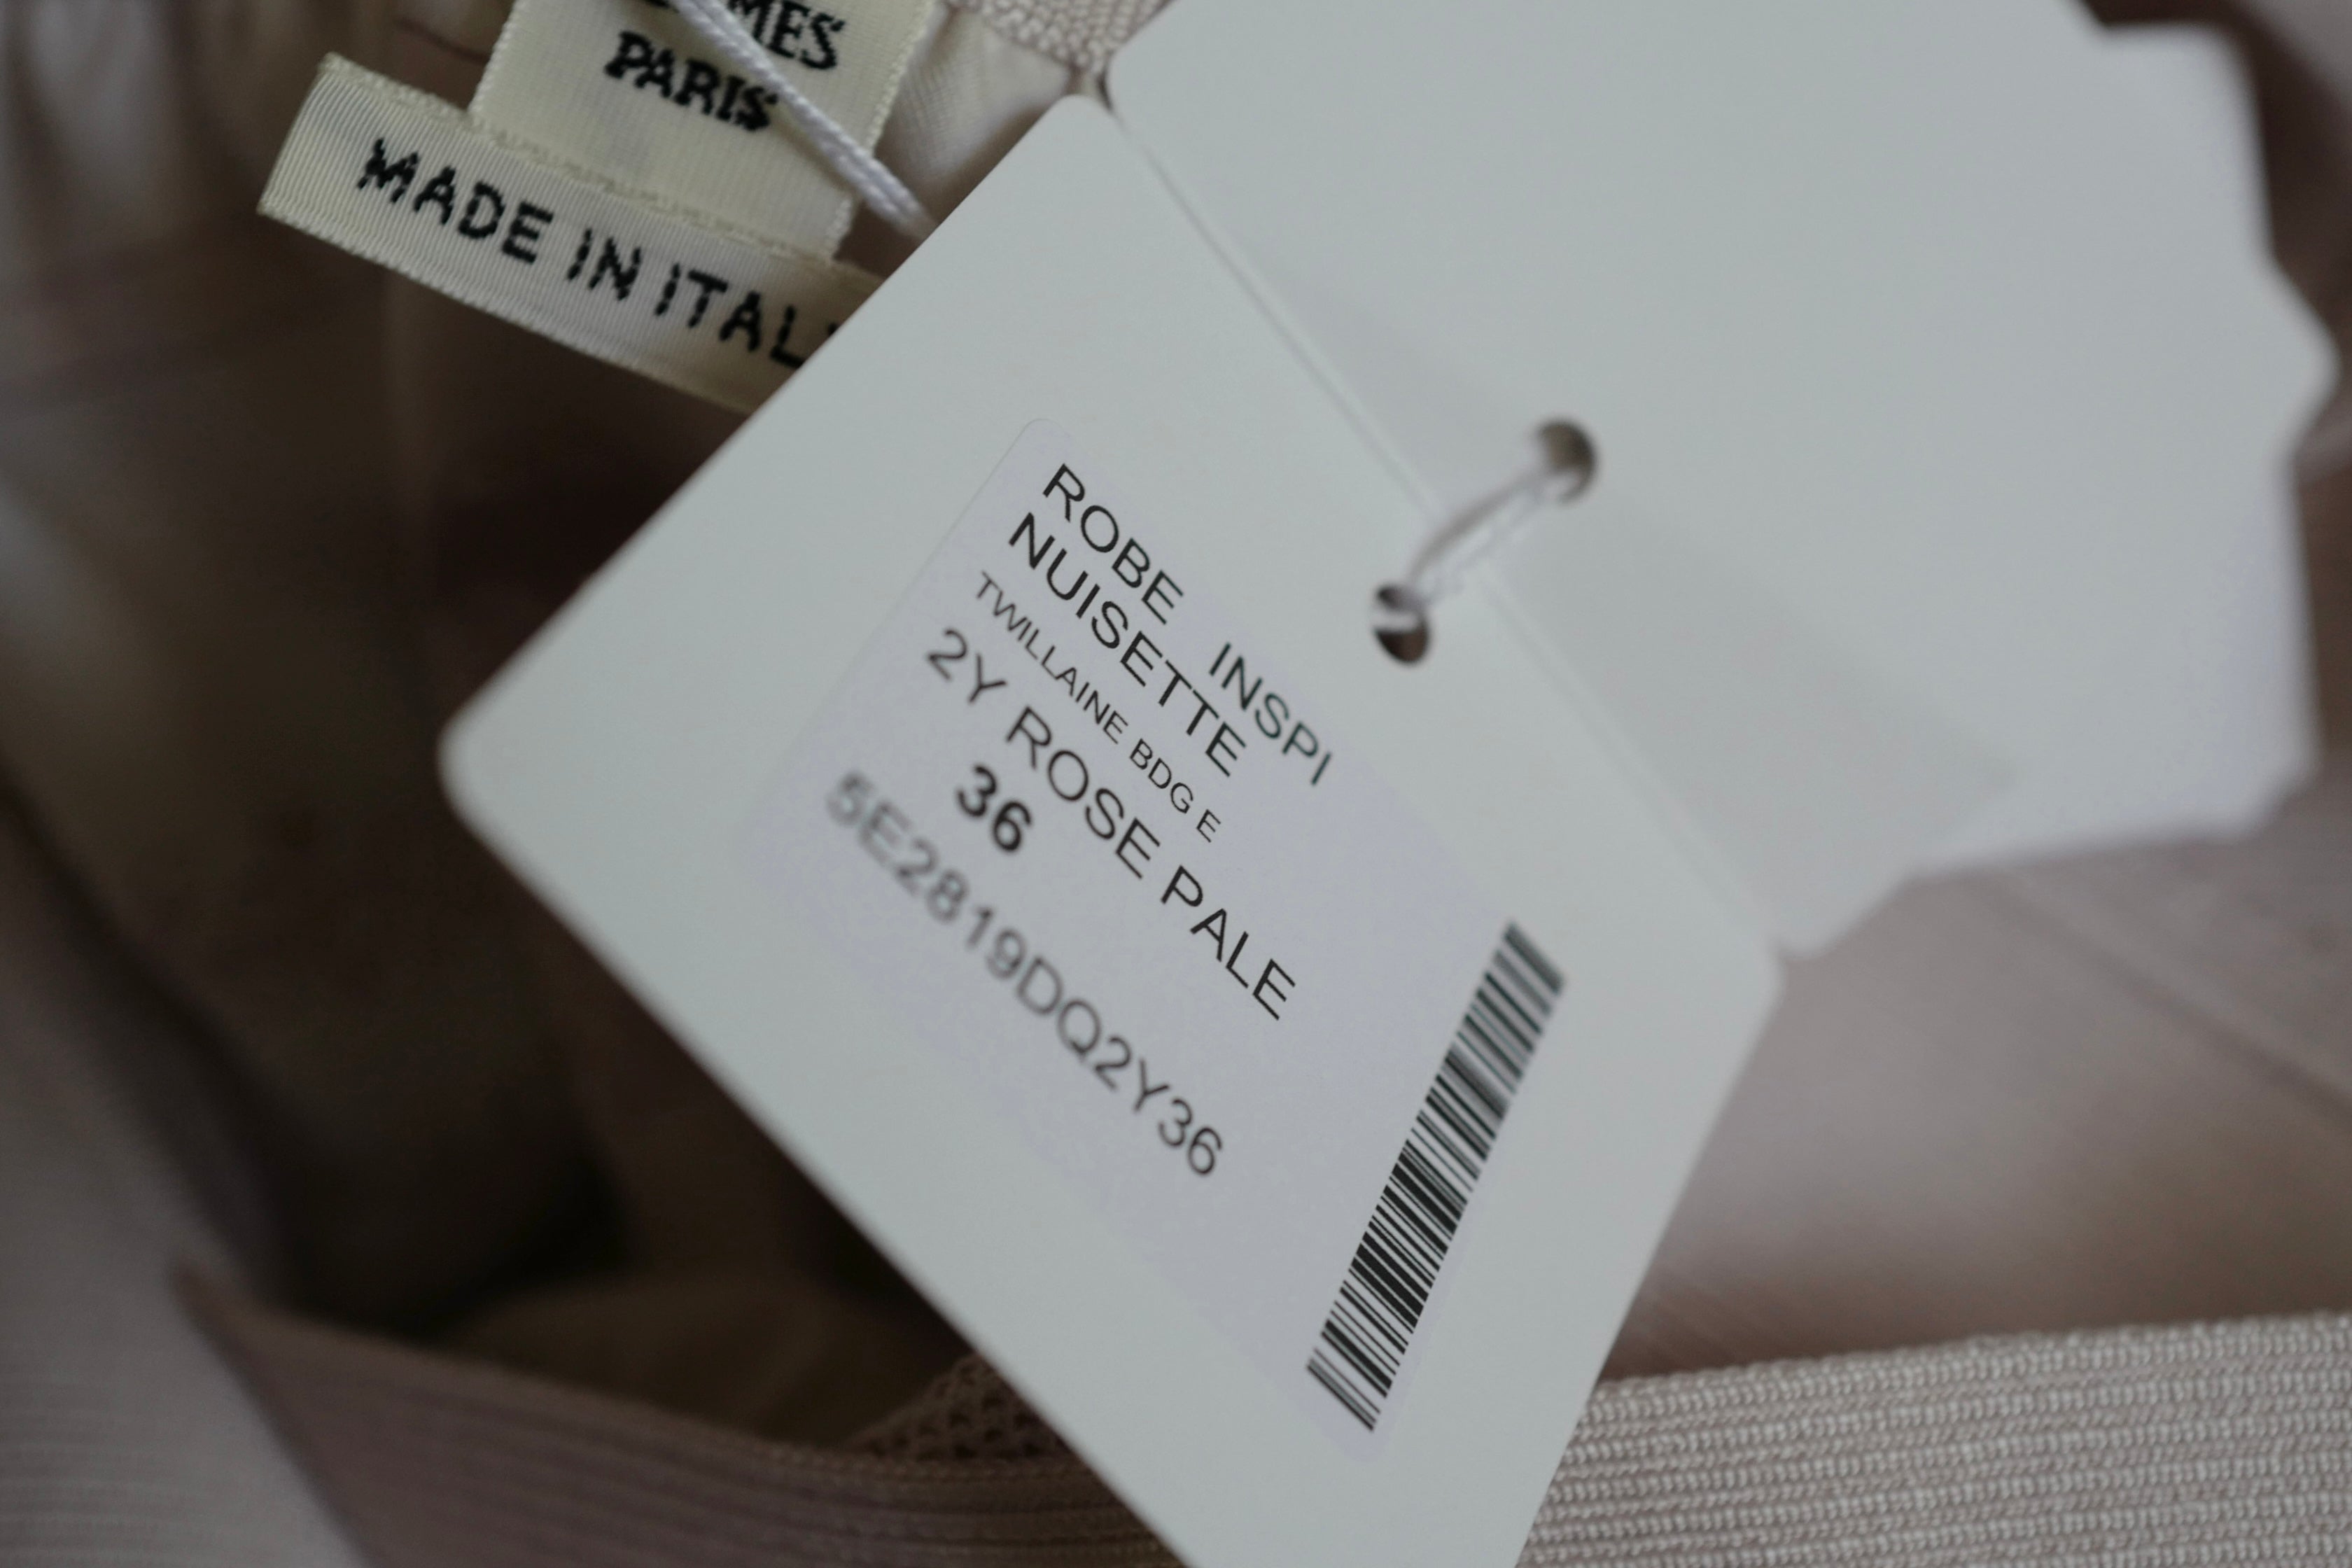 MES
PARIS
MADE IN ITAL
ROBE INSPI
NUISETTE
TWILLAINE BDG E
2Y ROSE PALE
36
5E2819DQ2Y36